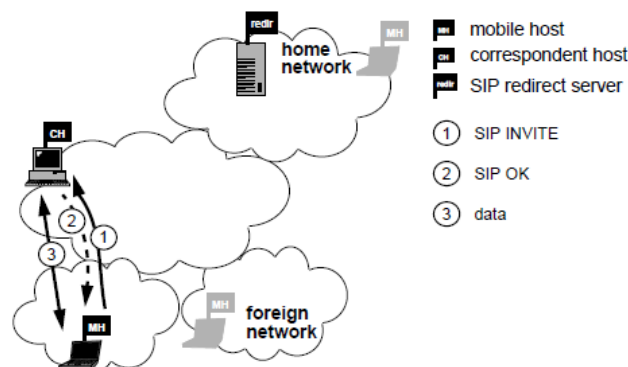 redir
home
network
MH
CH
2
1
3
MH
MH
foreign
network
MH mobile host
CH correspondent host
redir SIP redirect server
1 SIP INVITE
2 SIP OK
3 data